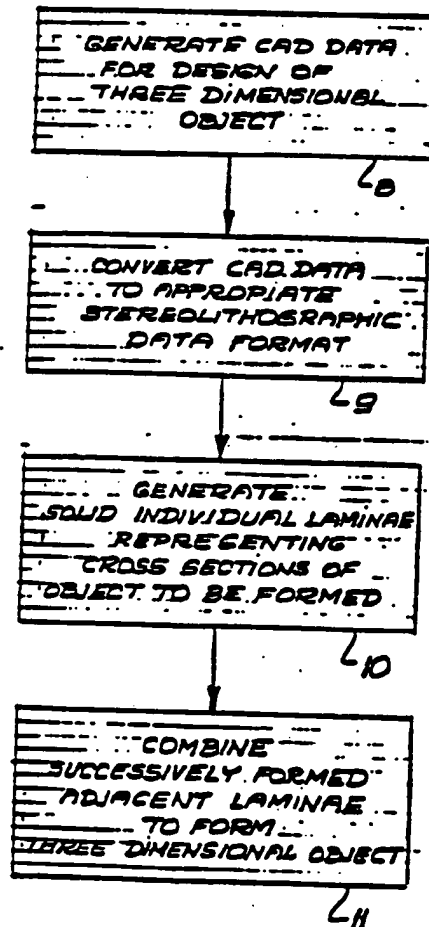 GENERATE CAD DATA
FOR DESIGN OF
THREE DIMENSIONAL
OBJECT
8
CONVERT CAD DATA
TO APPROPIATE
STEREOLITHOGRAPHIC
DATA FORMAT
9
GENERATE
SOLID INDIVIDUAL LAMINAE
REPRESENTING
CROSS SECTIONS OF
OBJECT TO BE FORMED
10
COMBINE
SUCCESSIVELY FORMED
ADJACENT LAMINAE
TO FORM
THREE DIMENSIONAL OBJECT
11